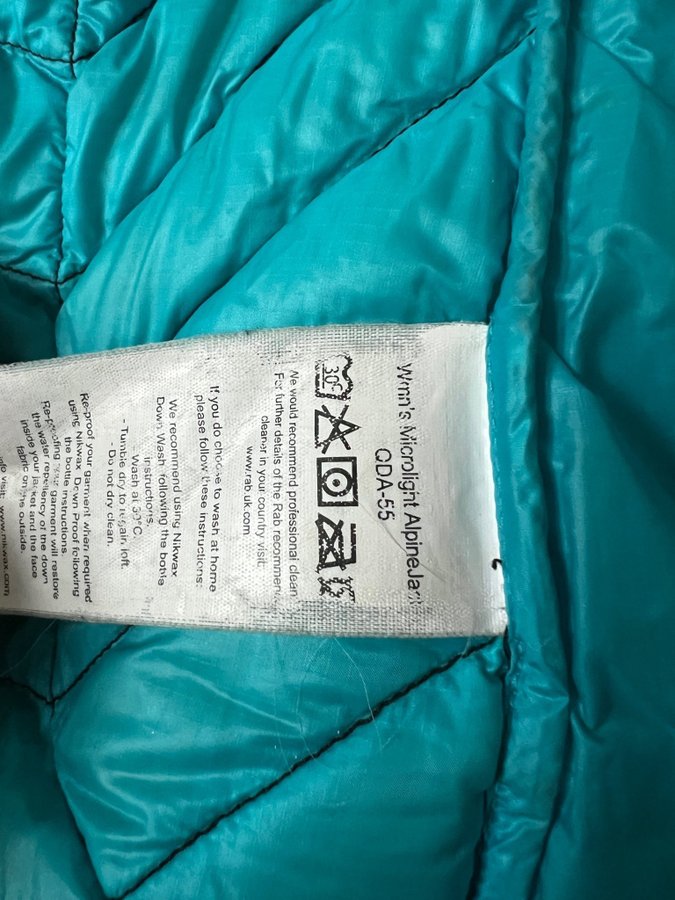 Wmn's Microlight Alpine Jac
QDA-55
30°C
We would recommend professional clean
For further details of the Rab recommen
cleaner in your country visit:
www.rab.uk.com
If you do choose to wash at home
please follow these instructions:
We recommend using Nikwax
Down Wash following the bottle
instructions.
Wash at 30°C.
- Tumble dry to regain loft
- Do not dry clean.
Re-proof your garment when required
using Nikwax Down Proof following
the bottle instructions.
Re-proofing your garment will restore
the water repellency of the down
inside your jacket and the face
fabric on the outside.
visit: www.nikwax.com